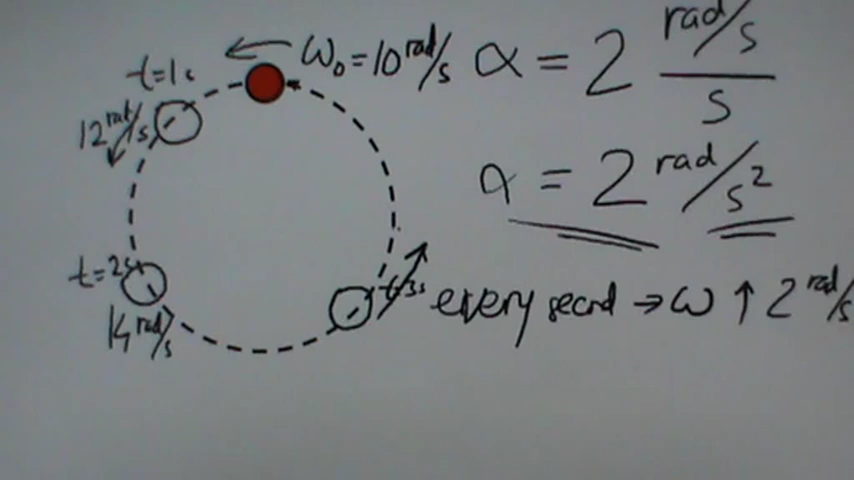 ω₀ = 10 rad/s
α = 2 rad/s / s
t=1s
12 rad/s
α = 2 rad/s²
t=2s
14 rad/s
t=3s
every second → ω ↑ 2 rad/s